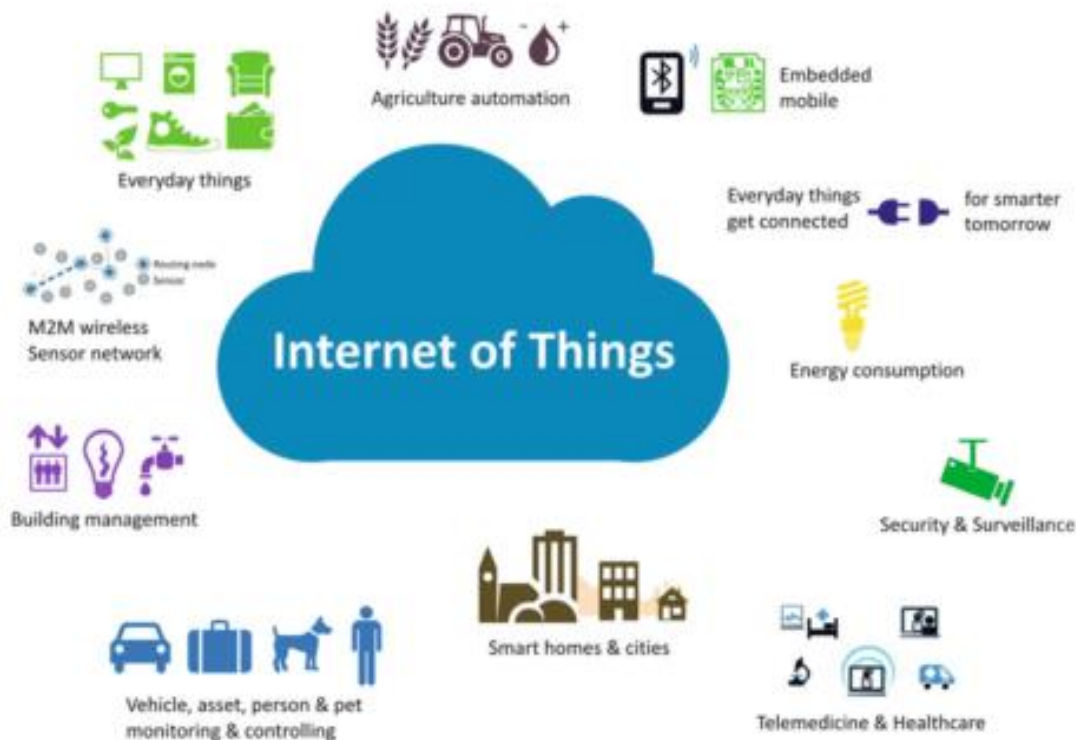 Agriculture automation
Embedded
mobile
Everyday things
Everyday things
get connected
for smarter
tomorrow
Routing node
Sensor
M2M wireless
Sensor network
Internet of Things
Energy consumption
Building management
Security & Surveillance
Smart homes & cities
Vehicle, asset, person & pet
monitoring & controlling
Telemedicine & Healthcare